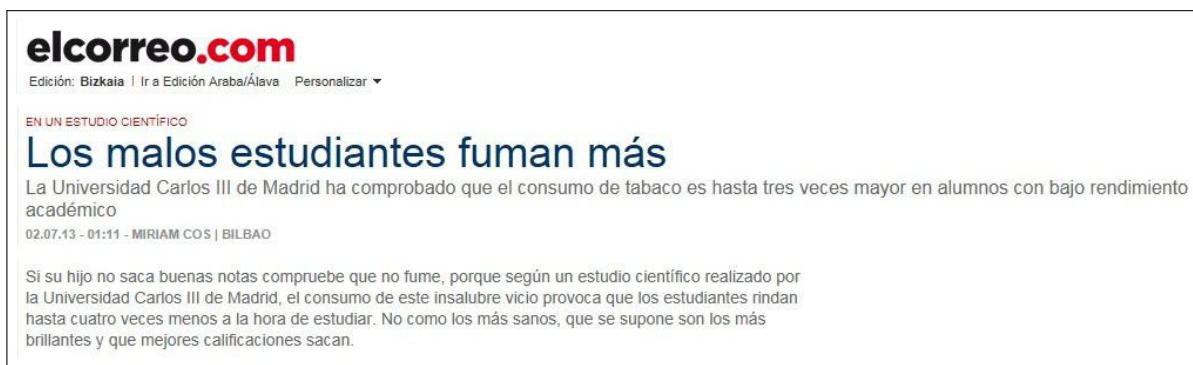 elcorreo.com
Edición: Bizkaia | Ir a Edición Araba/Álava Personalizar
EN UN ESTUDIO CIENTÍFICO
Los malos estudiantes fuman más
La Universidad Carlos III de Madrid ha comprobado que el consumo de tabaco es hasta tres veces mayor en alumnos con bajo rendimiento
académico
02.07.13 - 01:11 - MIRIAM COS | BILBAO
Si su hijo no saca buenas notas compruebe que no fume, porque según un estudio científico realizado por
la Universidad Carlos III de Madrid, el consumo de este insalubre vicio provoca que los estudiantes rindan
hasta cuatro veces menos a la hora de estudiar. No como los más sanos, que se supone son los más
brillantes y que mejores calificaciones sacan.